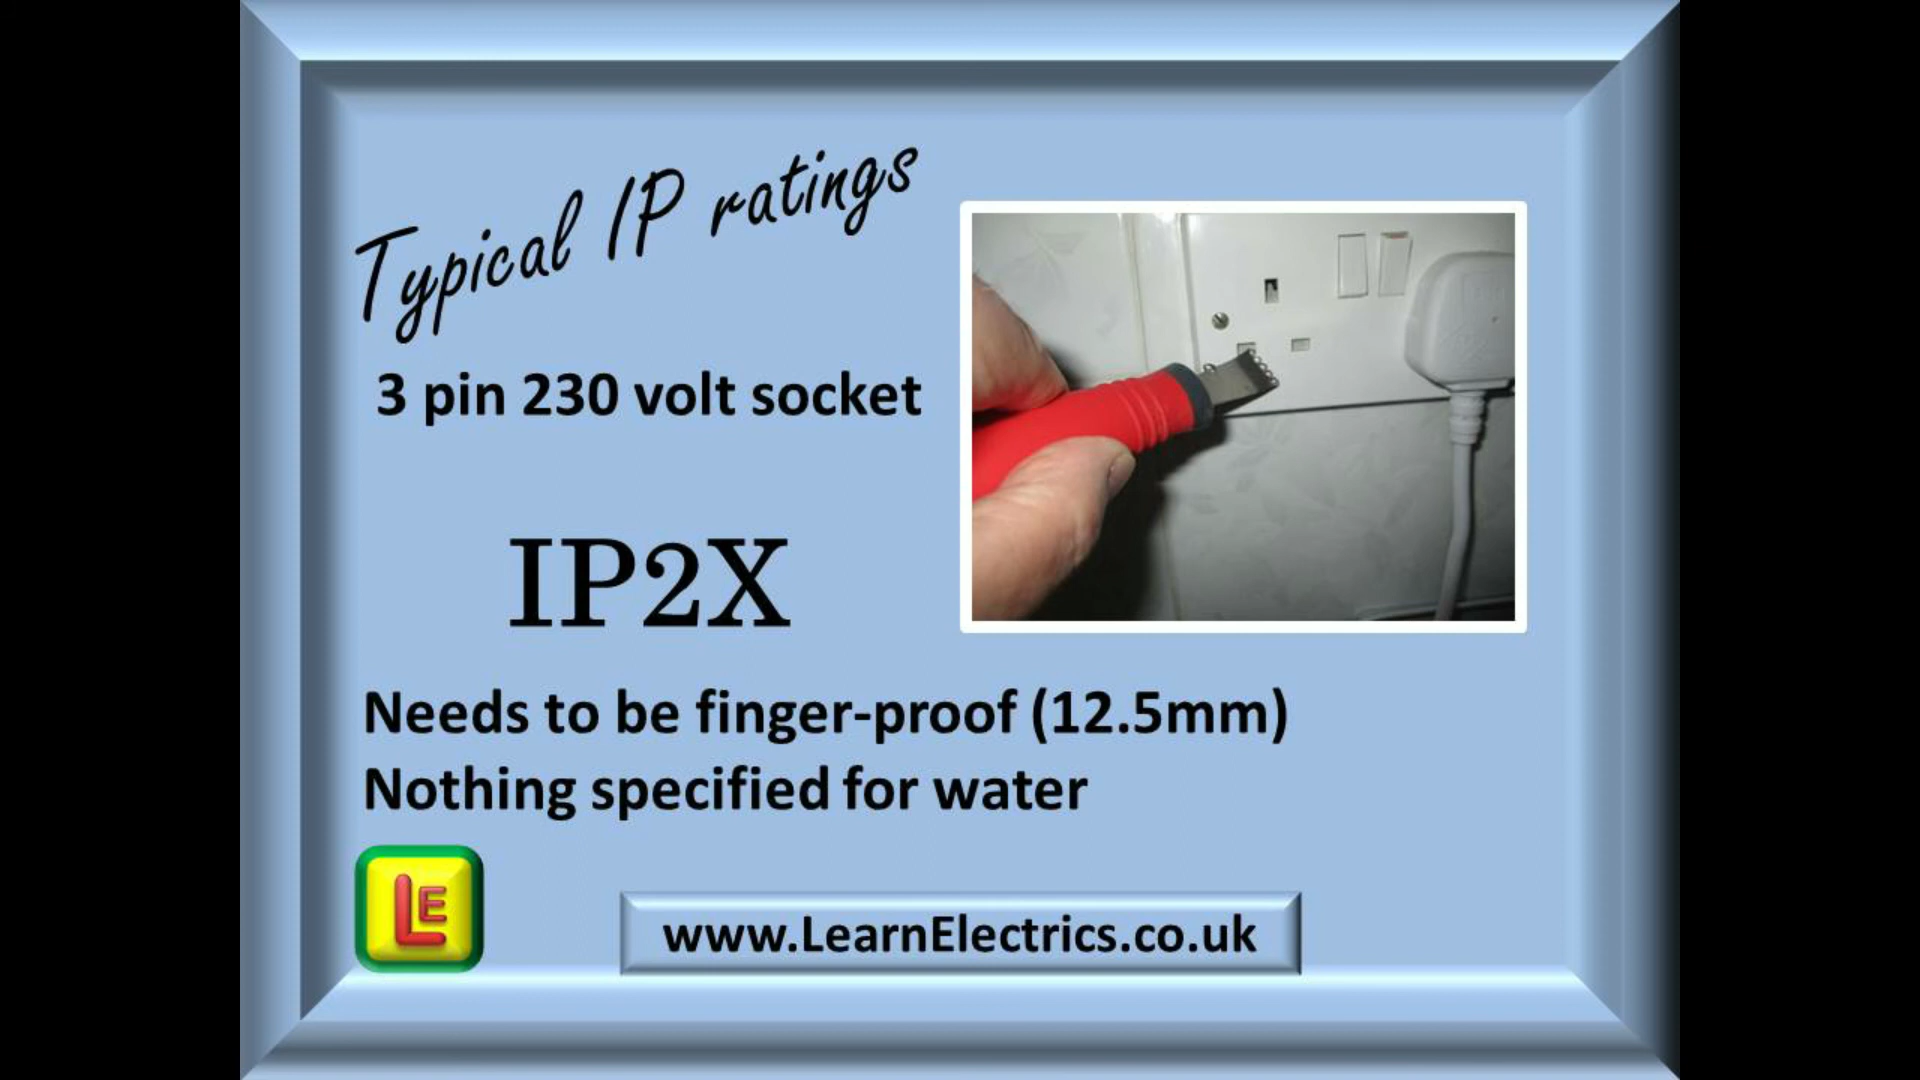 Typical IP ratings
3 pin 230 volt socket
IP2X
Needs to be finger-proof (12.5mm)
Nothing specified for water
LE
www.LearnElectrics.co.uk